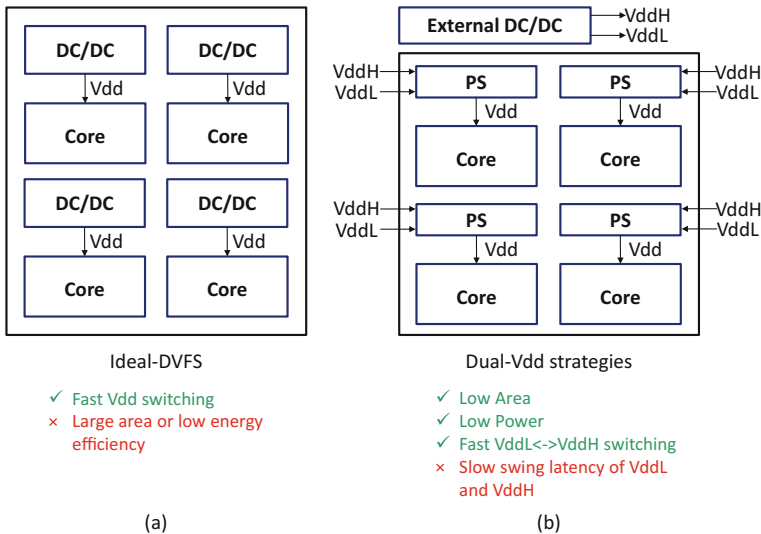 DC/DC DC/DC
Vdd Vdd
Core Core
DC/DC DC/DC
Vdd Vdd
Core Core
Ideal-DVFS
✓ Fast Vdd switching
× Large area or low energy
efficiency
(a)
External DC/DC VddH
VddL
VddH PS PS VddH
VddL VddL
Vdd Vdd
Core Core
VddH PS PS VddH
VddL VddL
Vdd Vdd
Core Core
Dual-Vdd strategies
✓ Low Area
✓ Low Power
✓ Fast VddL<->VddH switching
× Slow swing latency of VddL
and VddH
(b)